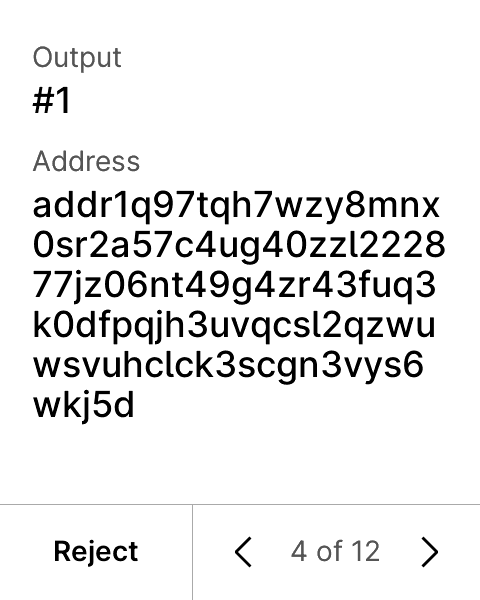 Output
#1
Address
addr1q97tqh7wzy8mnx
0sr2a57c4ug40zzl2228
77jz06nt49g4zr43fuq3
k0dfpqjh3uvqcsl2qzwu
wsvuhclck3scgn3vys6
wkj5d
Reject
4 of 12